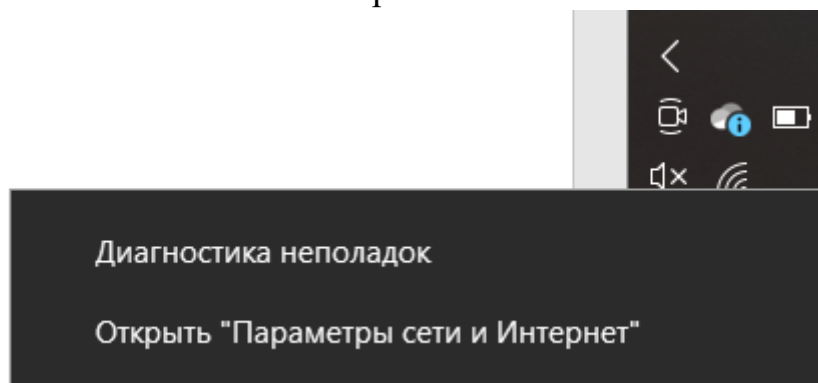 Диагностика неполадок
Открыть "Параметры сети и Интернет"